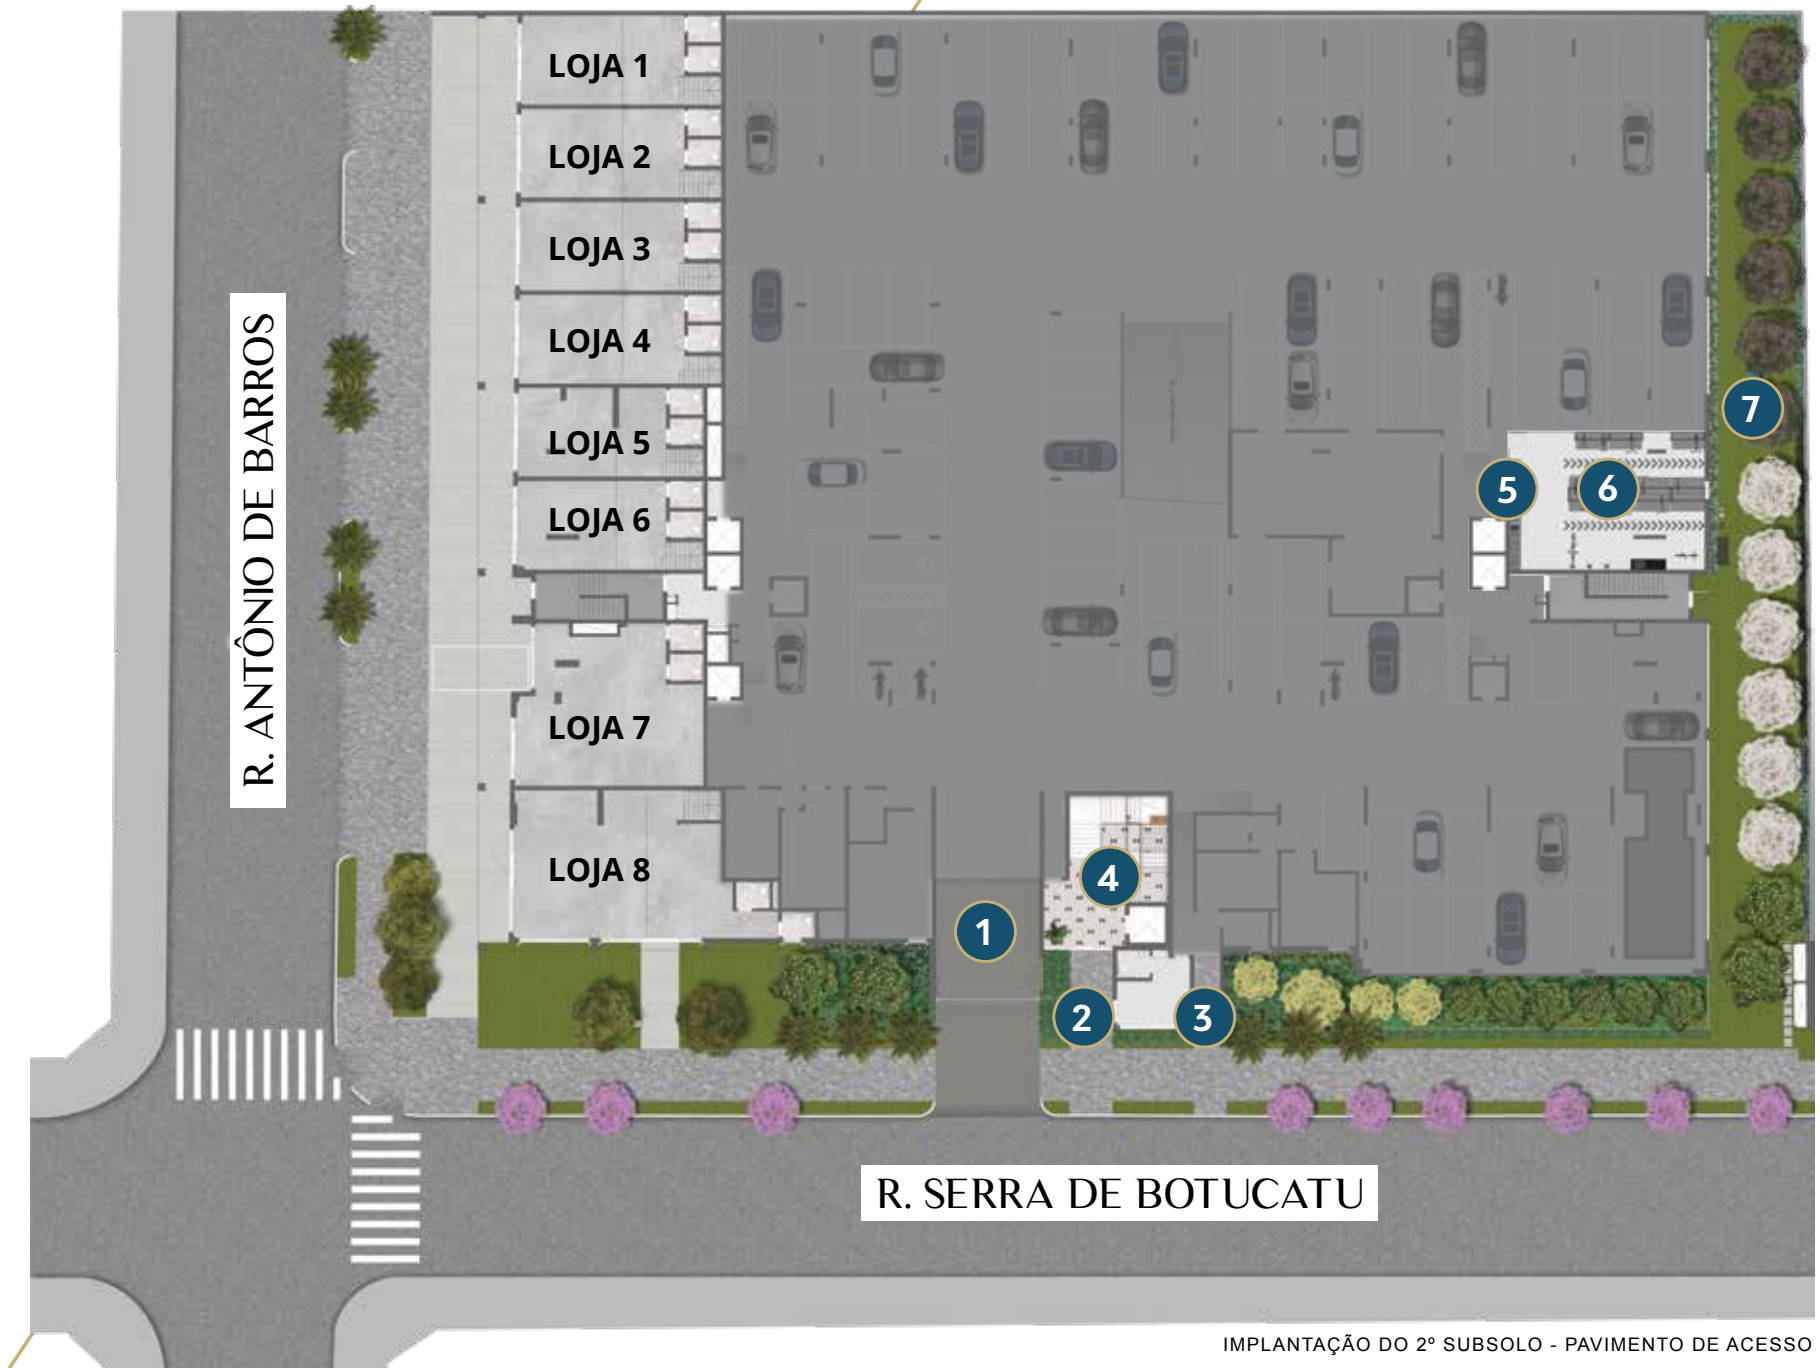 LOJA 1
LOJA 2
LOJA 3
LOJA 4
LOJA 5
LOJA 6
LOJA 7
LOJA 8
R. ANTÔNIO DE BARROS
7
5
6
4
1
2
3
R. SERRA DE BOTUCATU
IMPLANTAÇÃO DO 2º SUBSOLO - PAVIMENTO DE ACESSO